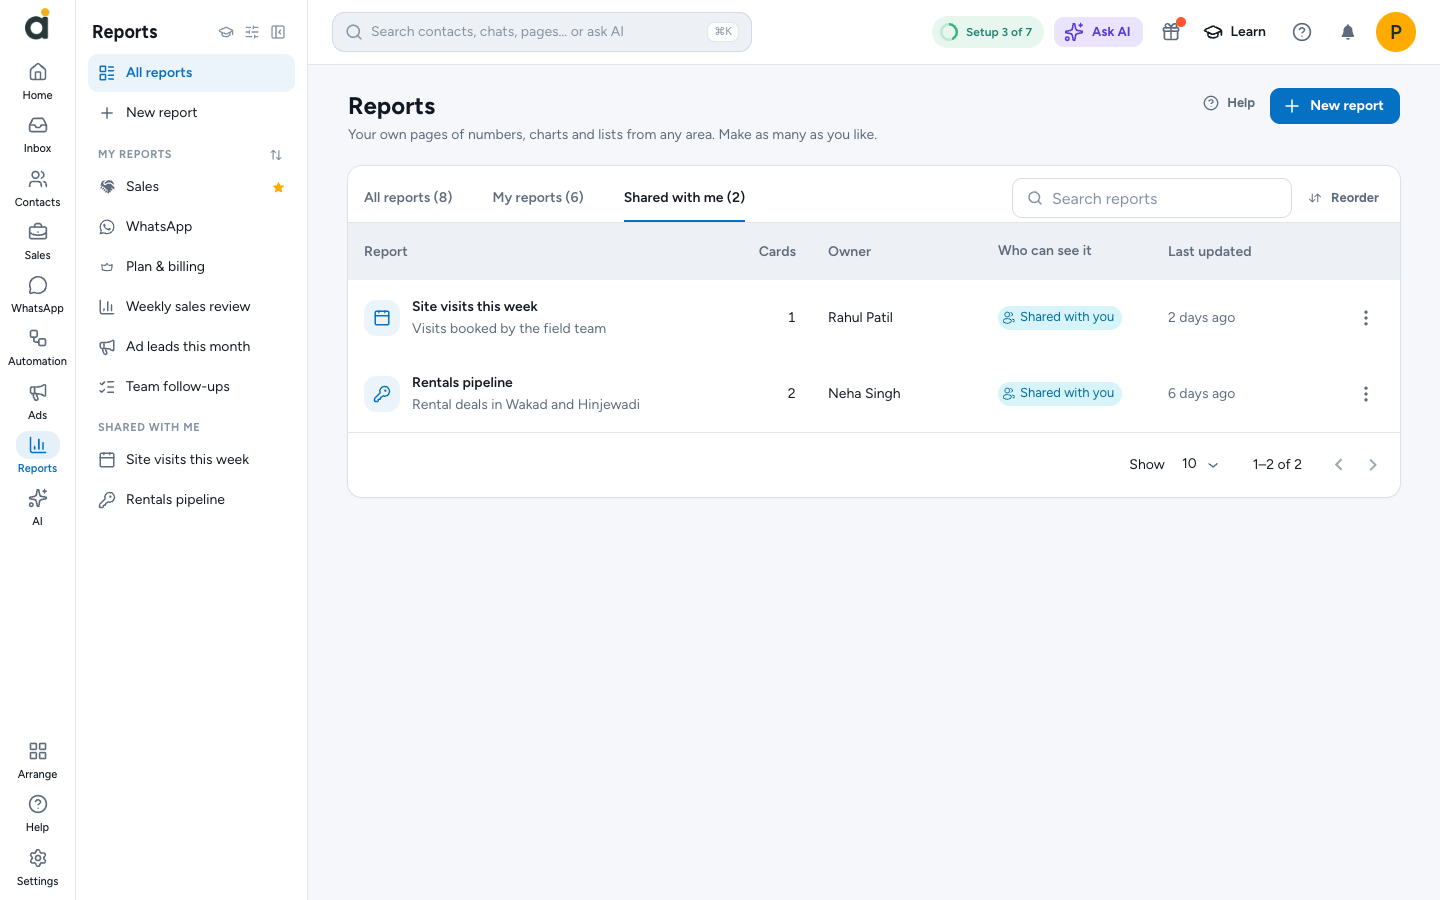 Home
Inbox
Contacts
Sales
WhatsApp
Automation
Ads
Reports
AI
Arrange
Help
Settings
Reports
All reports
New report
MY REPORTS
Sales
WhatsApp
Plan & billing
Weekly sales review
Ad leads this month
Team follow-ups
SHARED WITH ME
Site visits this week
Rentals pipeline
Search contacts, chats, pages... or ask AI ⌘K
Setup 3 of 7
Ask AI
Learn
P
Reports
Your own pages of numbers, charts and lists from any area. Make as many as you like.
Help
New report
All reports (8) My reports (6) Shared with me (2)
Search reports
Reorder
Report Cards Owner Who can see it Last updated
Site visits this week
Visits booked by the field team
1 Rahul Patil Shared with you 2 days ago
Rentals pipeline
Rental deals in Wakad and Hinjewadi
2 Neha Singh Shared with you 6 days ago
Show 10 1–2 of 2